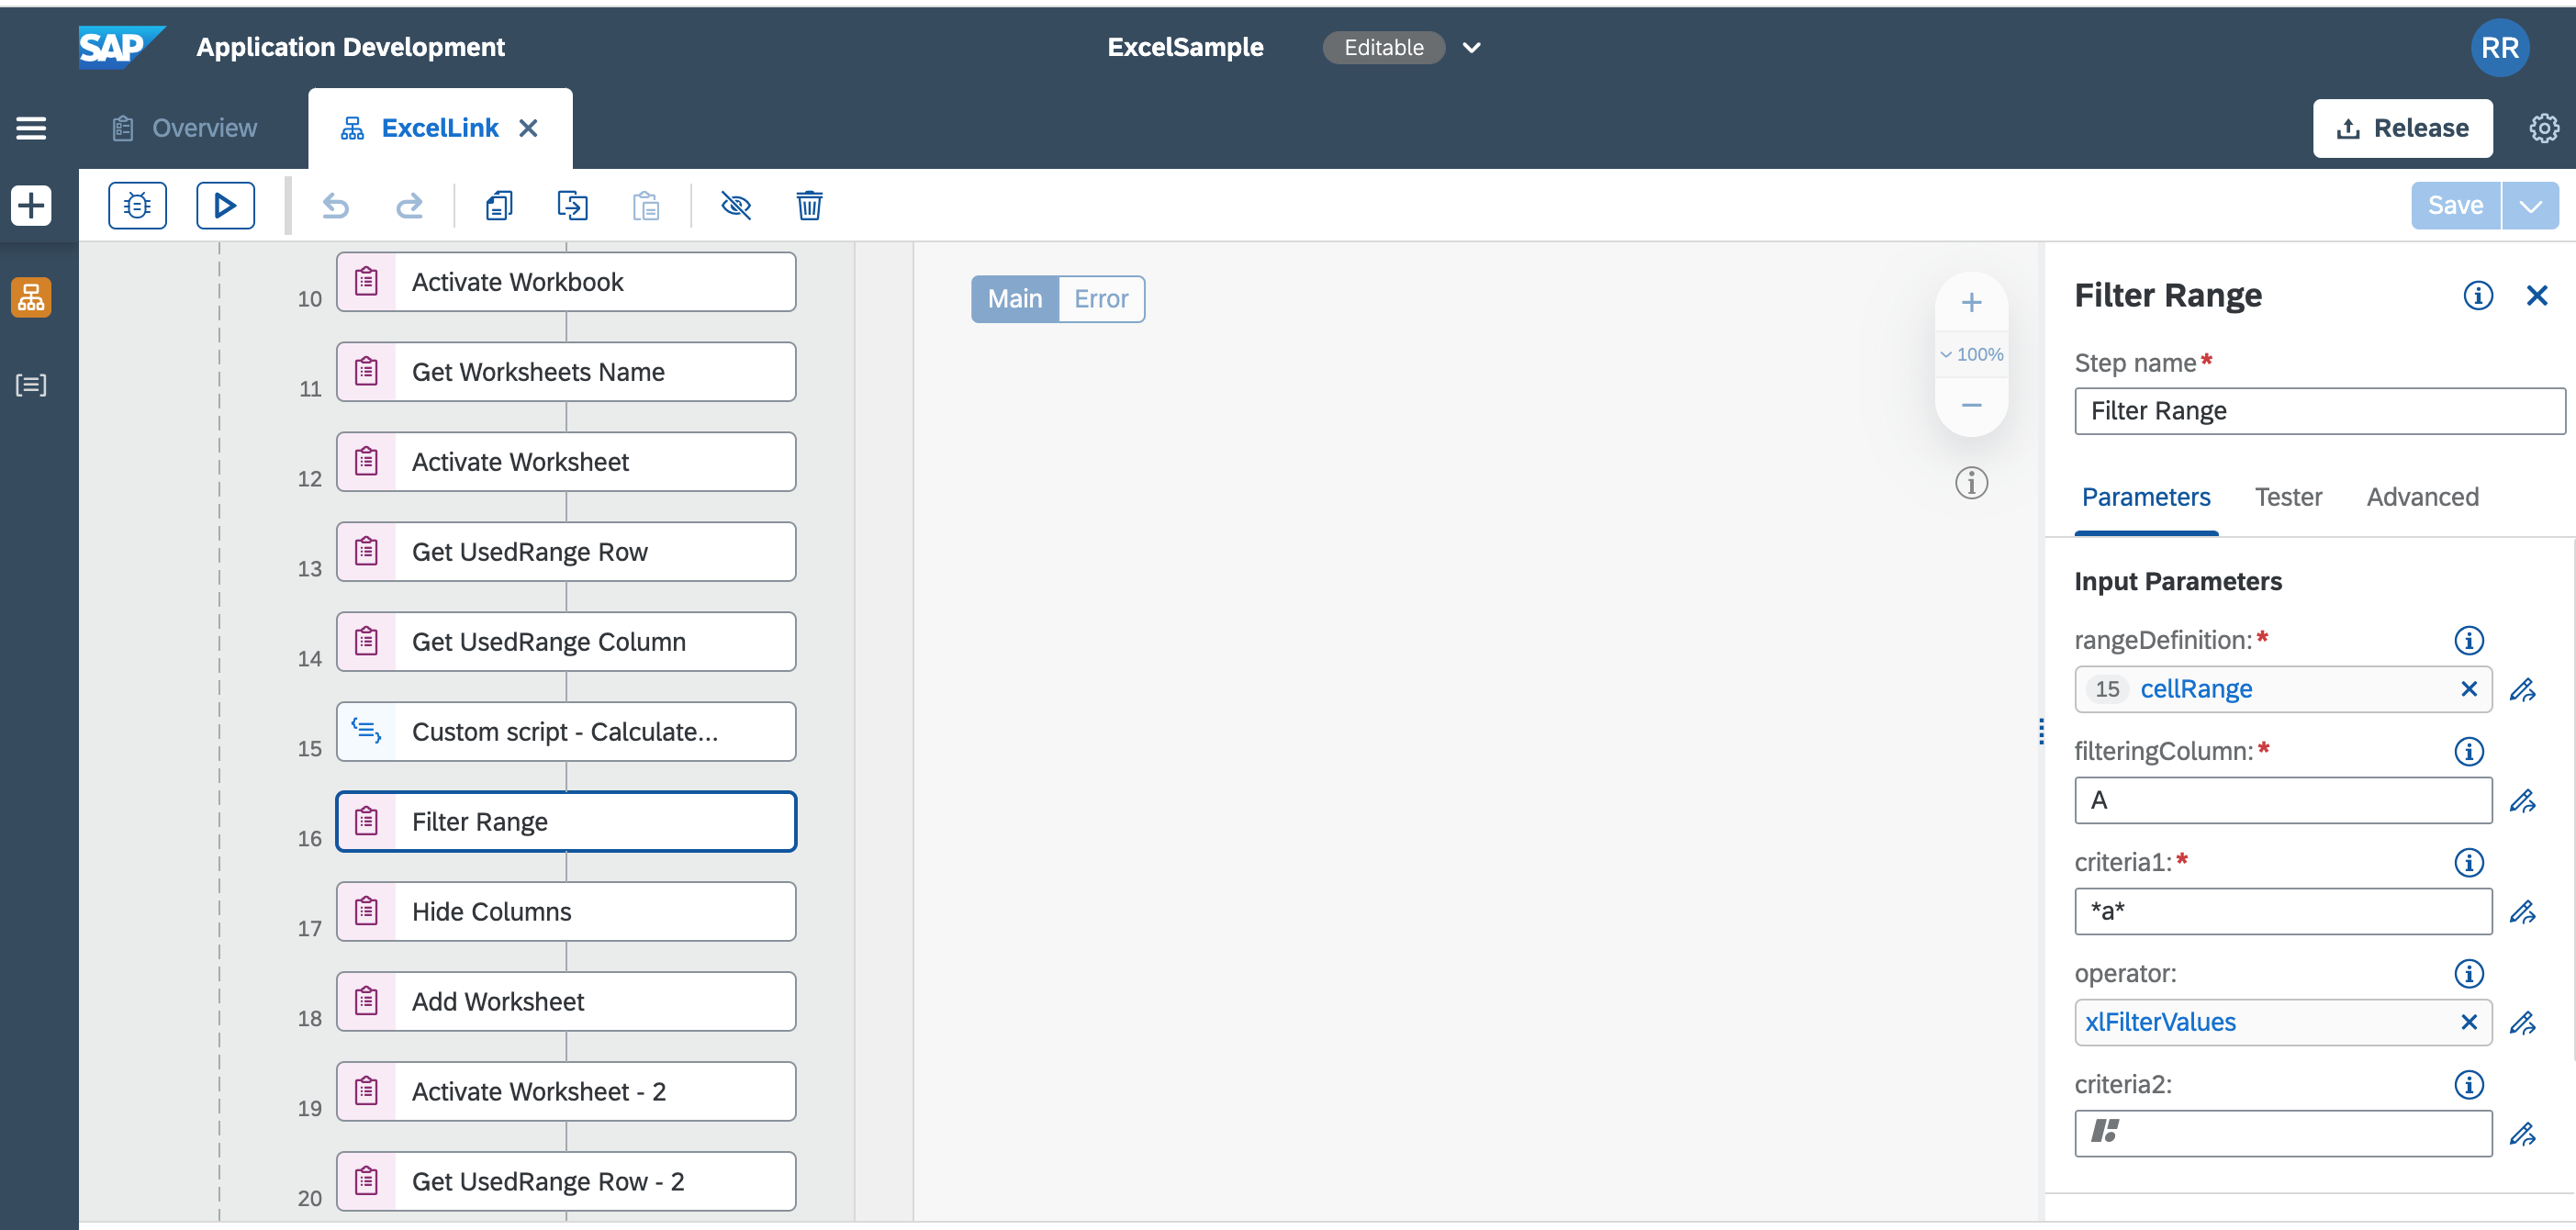 SAP Application Development ExcelSample Editable RR
Overview ExcelLink Release
Save
10 Activate Workbook
11 Get Worksheets Name
12 Activate Worksheet
13 Get UsedRange Row
14 Get UsedRange Column
15 Custom script - Calculate...
16 Filter Range
17 Hide Columns
18 Add Worksheet
19 Activate Worksheet - 2
20 Get UsedRange Row - 2
Main Error
100%
Filter Range
Step name*
Filter Range
Parameters Tester Advanced
Input Parameters
rangeDefinition:*
15 cellRange
filteringColumn:*
A
criteria1:*
*a*
operator:
xlFilterValues
criteria2: